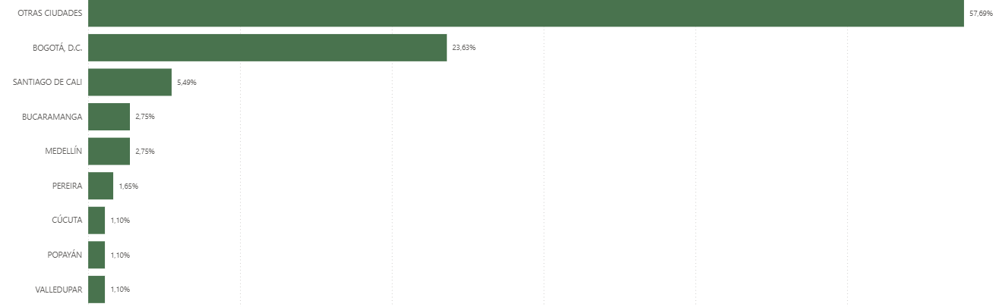 OTRAS CIUDADES 57,69%
BOGOTÁ, D.C. 23,63%
SANTIAGO DE CALI 5,49%
BUCARAMANGA 2,75%
MEDELLÍN 2,75%
PEREIRA 1,65%
CÚCUTA 1,10%
POPAYÁN 1,10%
VALLEDUPAR 1,10%